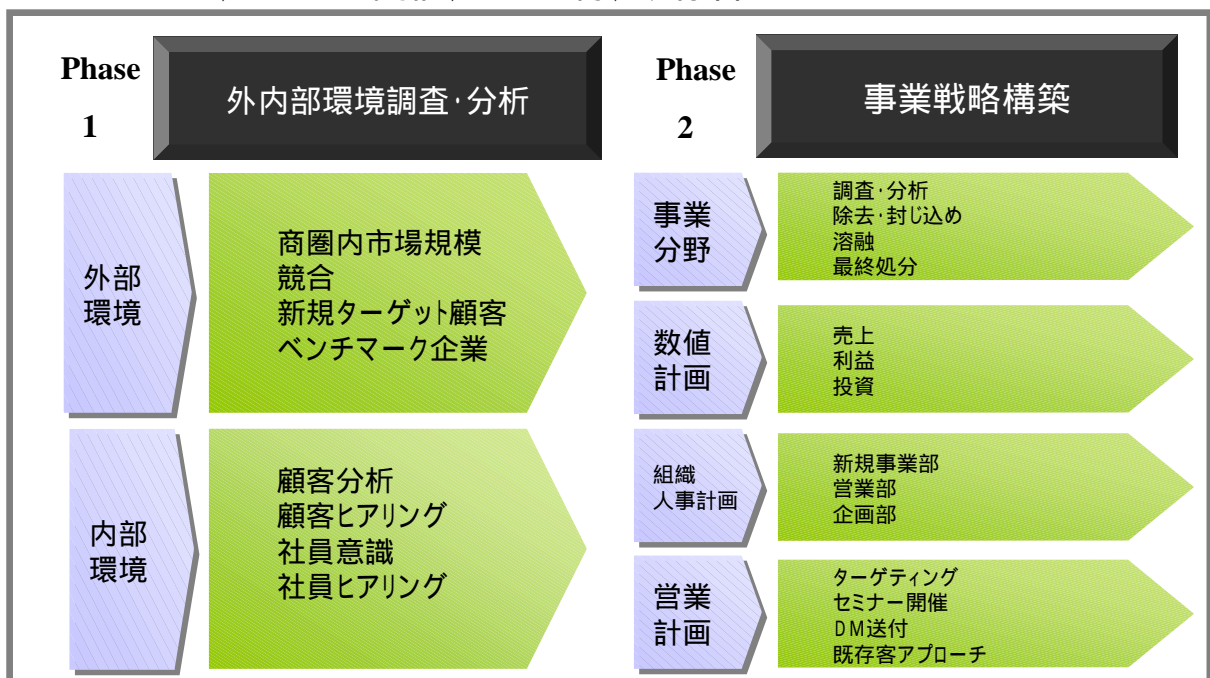 Phase
1
外内部環境調査・分析
外部
環境
商圏内市場規模
競合
新規ターゲット顧客
ベンチマーク企業
内部
環境
顧客分析
顧客ヒアリング
社員意識
社員ヒアリング
Phase
2
事業戦略構築
事業
分野
調査・分析
除去・封じ込め
溶融
最終処分
数値
計画
売上
利益
投資
組織
人事計画
新規事業部
営業部
企画部
営業
計画
ターゲティング
セミナー開催
DM送付
既存客アプローチ